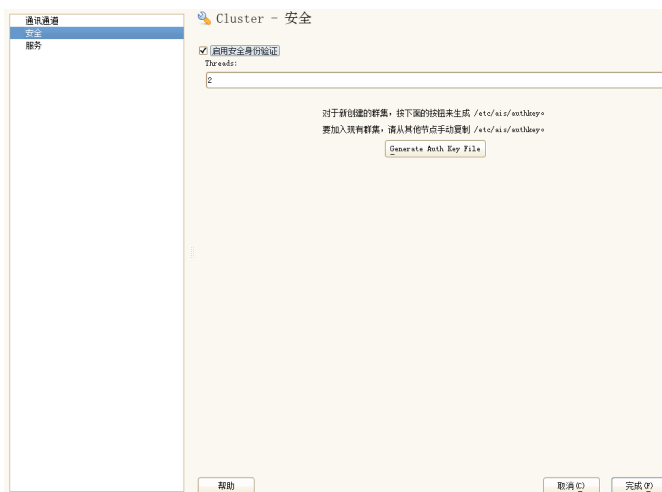 通讯通道
安全
服务
Cluster - 安全
启用安全身份验证
Threads:
2
对于新创建的群集，按下面的按钮来生成 /etc/ais/authkey。
要加入现有群集，请从其他节点手动复制 /etc/ais/authkey。
Generate Auth Key File
帮助
取消(C)
完成(F)